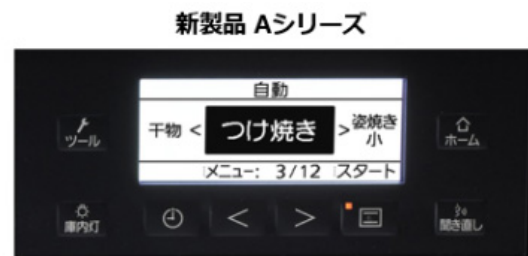 新製品 Aシリーズ
自動
干物 < つけ焼き > 姿焼き 小
メニュー: 3/12 スタート
ツール
ホーム
庫内灯
< >
聞き直し